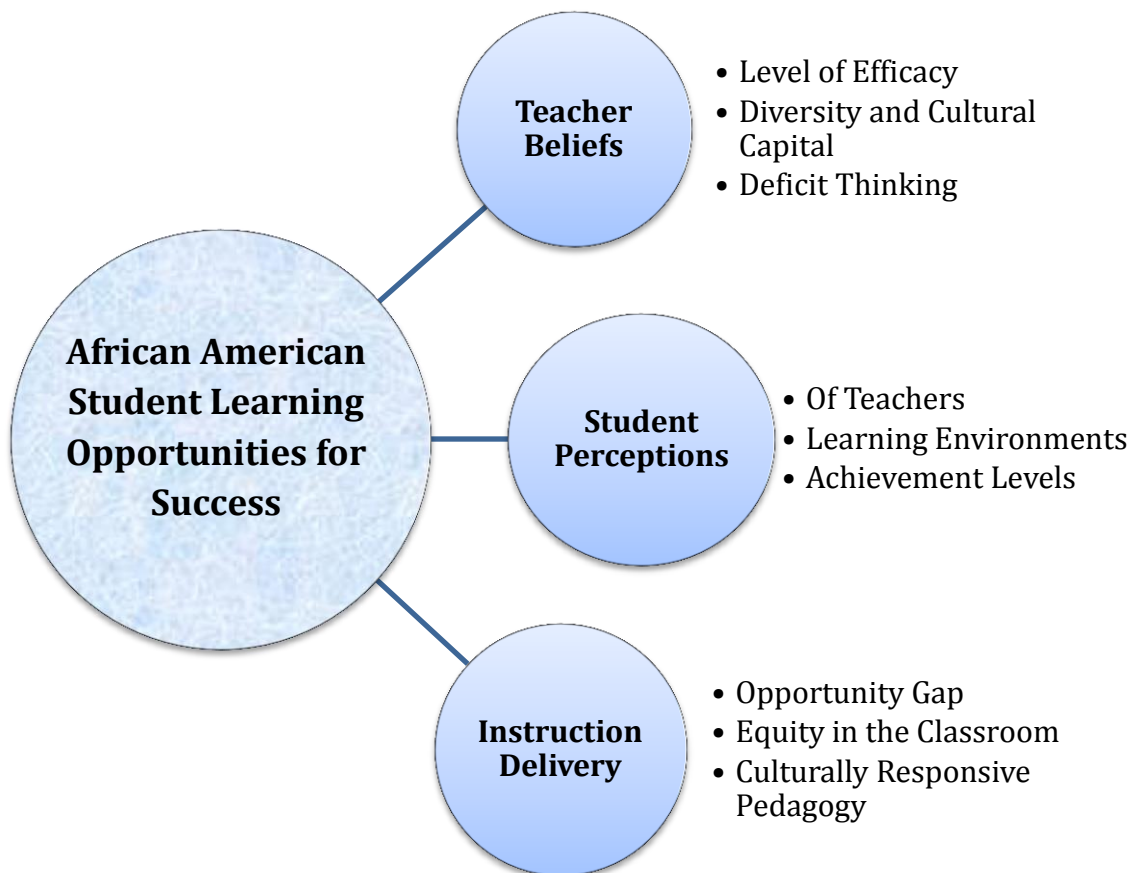 Teacher
Beliefs
• Level of Efficacy
• Diversity and Cultural
Capital
• Deficit Thinking
African American
Student Learning
Opportunities for
Success
Student
Perceptions
• Of Teachers
• Learning Environments
• Achievement Levels
Instruction
Delivery
• Opportunity Gap
• Equity in the Classroom
• Culturally Responsive
Pedagogy